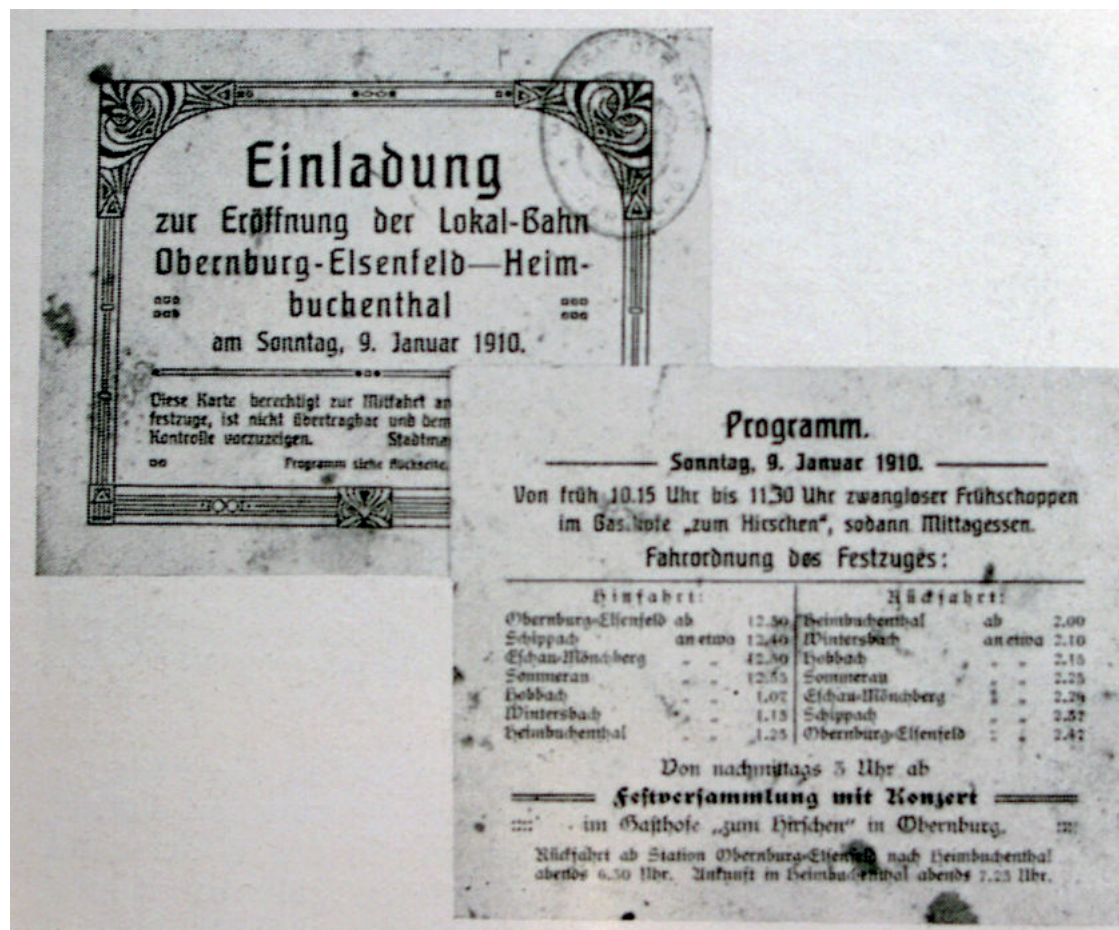 Einladung
zur Eröffnung der Lokal-Bahn
Obernburg-Elsenfeld—Heim-
buchenthal
am Sonntag, 9. Januar 1910.
Diese Karte berechtigt zur Mitfahrt am
festzuge, ist nicht übertragbar und dem
Kontrolle vorzuzeigen.
Programm siehe Rückseite.
Programm.
Sonntag, 9. Januar 1910.
Von früh 10.15 Uhr bis 11.30 Uhr zwangloser Frühschoppen
im Gasthofe „zum Hirschen“, sodann Mittagessen.
Fahrordnung des Festzuges:
Hinfahrt:
Obernburg-Elsenfeld ab 12.30
Schippach an etwa 12.40
Eschau-Mönchberg „ „ 12.50
Sommerau „ „ 12.55
Hobbach „ „ 1.07
Wintersbach „ „ 1.15
Heimbuchenthal „ „ 1.25
Rückfahrt:
Heimbuchenthal ab 2.00
Wintersbach an etwa 2.10
Hobbach „ „ 2.18
Sommerau „ „ 2.25
Eschau-Mönchberg „ „ 2.29
Schippach „ „ 2.37
Obernburg-Elsenfeld „ „ 2.47
Von nachmittags 3 Uhr ab
Festversammlung mit Konzert
im Gasthofe „zum Hirschen“ in Obernburg.
Rückfahrt ab Station Obernburg-Elsenfeld nach Heimbuchenthal
abends 6.30 Uhr. Ankunft in Heimbuchenthal abends 7.25 Uhr.